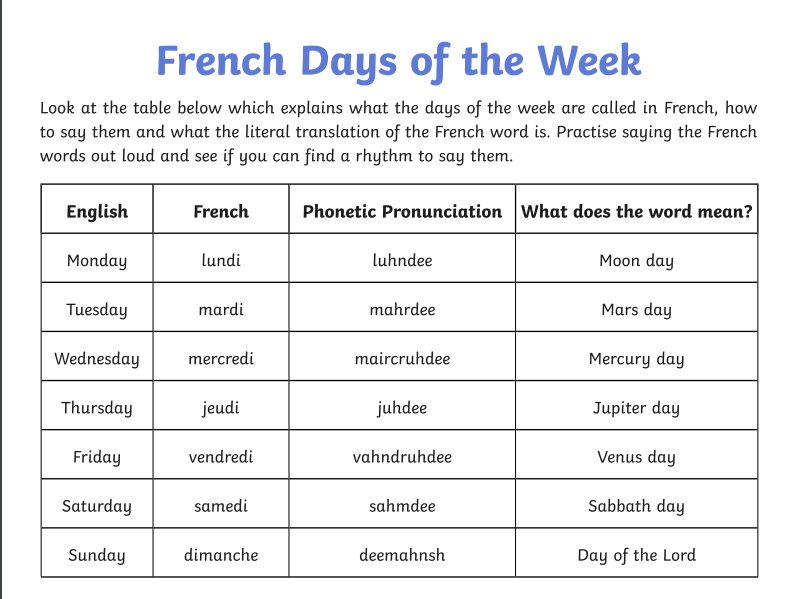 French Days of the Week
Look at the table below which explains what the days of the week are called in French, how
to say them and what the literal translation of the French word is. Practise saying the French
words out loud and see if you can find a rhythm to say them.
English French Phonetic Pronunciation What does the word mean?
Monday lundi luhndee Moon day
Tuesday mardi mahrdee Mars day
Wednesday mercredi maircruhdee Mercury day
Thursday jeudi juhdee Jupiter day
Friday vendredi vahndruhdee Venus day
Saturday samedi sahmdee Sabbath day
Sunday dimanche deemahnsh Day of the Lord